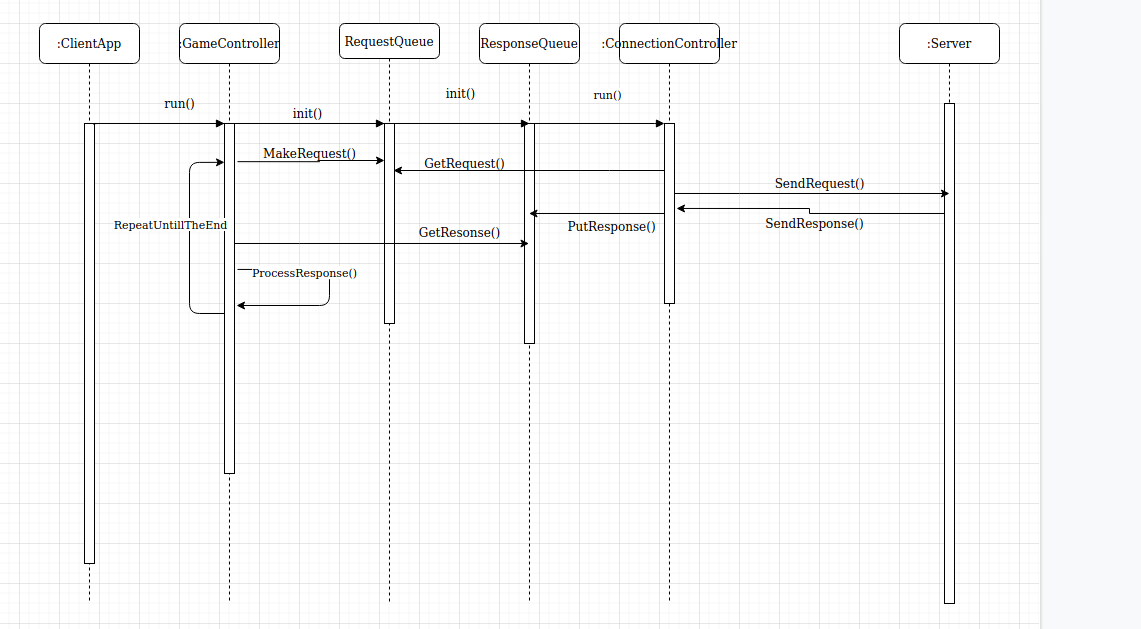 :ClientApp
:GameController
RequestQueue
ResponseQueue
:ConnectionController
:Server
run()
init()
init()
run()
MakeRequest()
GetRequest()
SendRequest()
RepeatUntillTheEnd
GetResonse()
PutResponse()
SendResponse()
ProcessResponse()